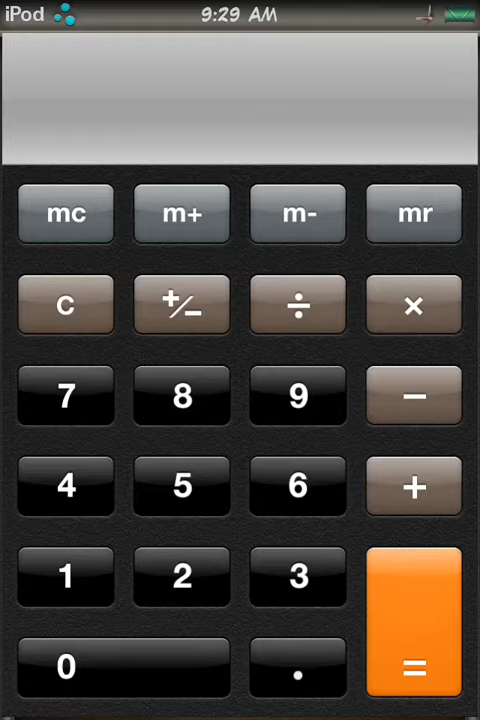 iPod 9:29 AM
mc m+ m- mr
c +/− ÷ ×
7 8 9 −
4 5 6 +
1 2 3
0 . =